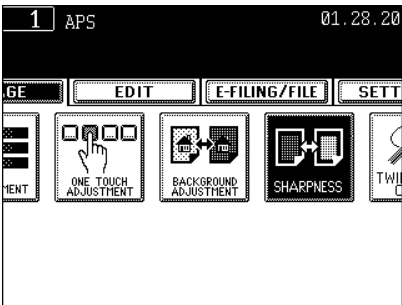 1 APS 01.28.20
GE EDIT E-FILING/FILE SETT
MENT
ONE TOUCH
ADJUSTMENT
BACKGROUND
ADJUSTMENT
SHARPNESS
TWI